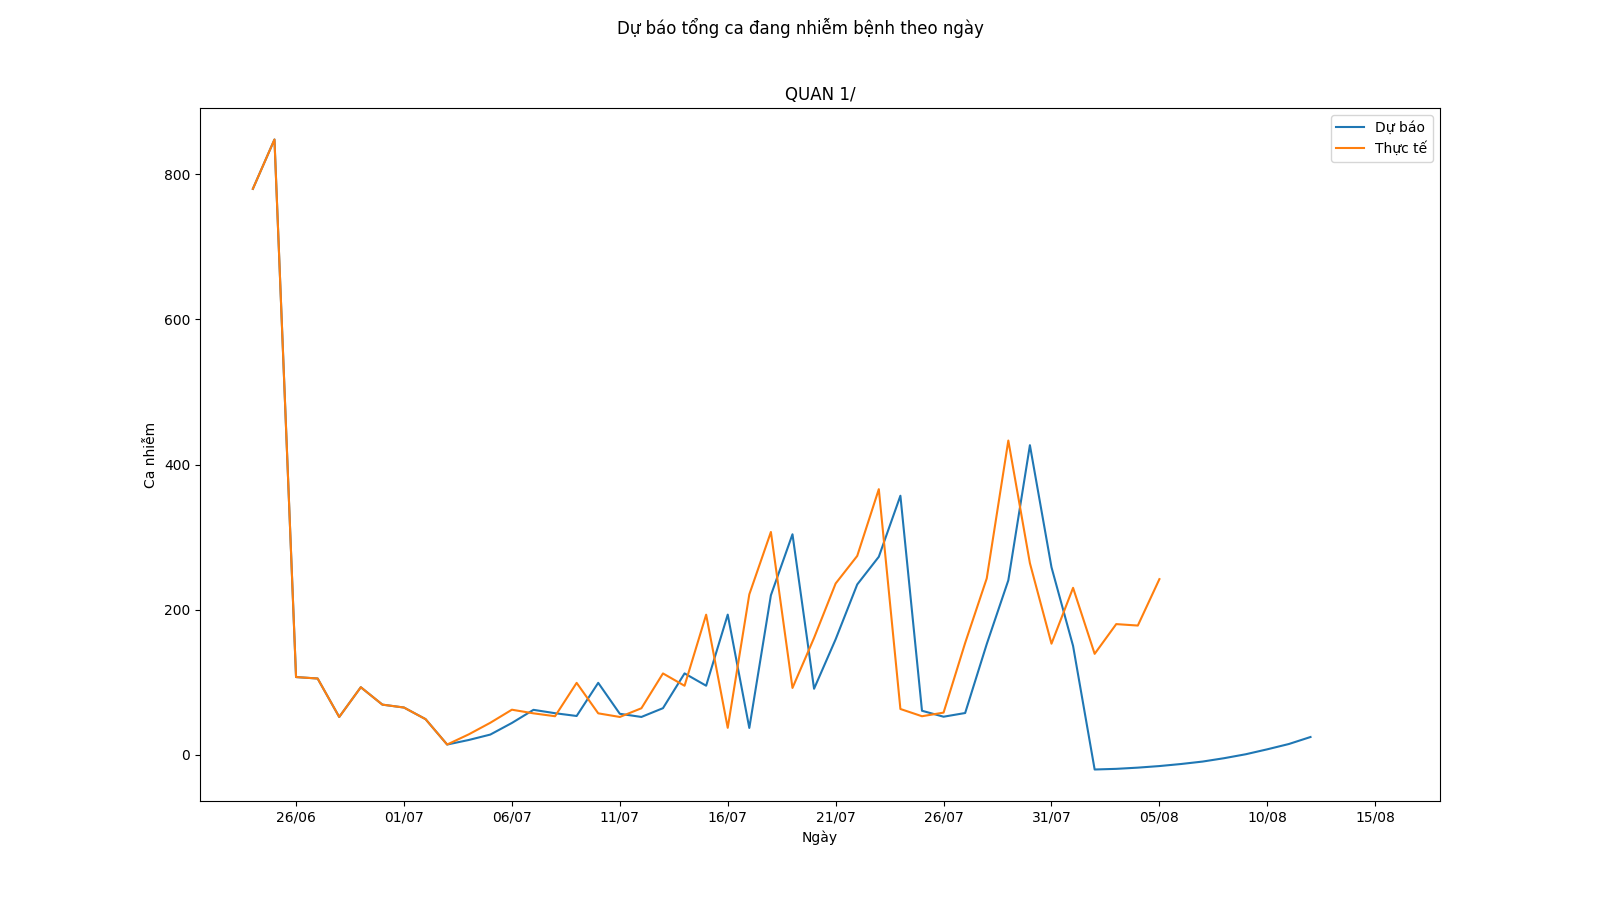 Dự báo tổng ca đang nhiễm bệnh theo ngày
QUAN 1/
Dự báo
Thực tế
800
600
400
200
0
Ca nhiễm
26/06 01/07 06/07 11/07 16/07 21/07 26/07 31/07 05/08 10/08 15/08
Ngày